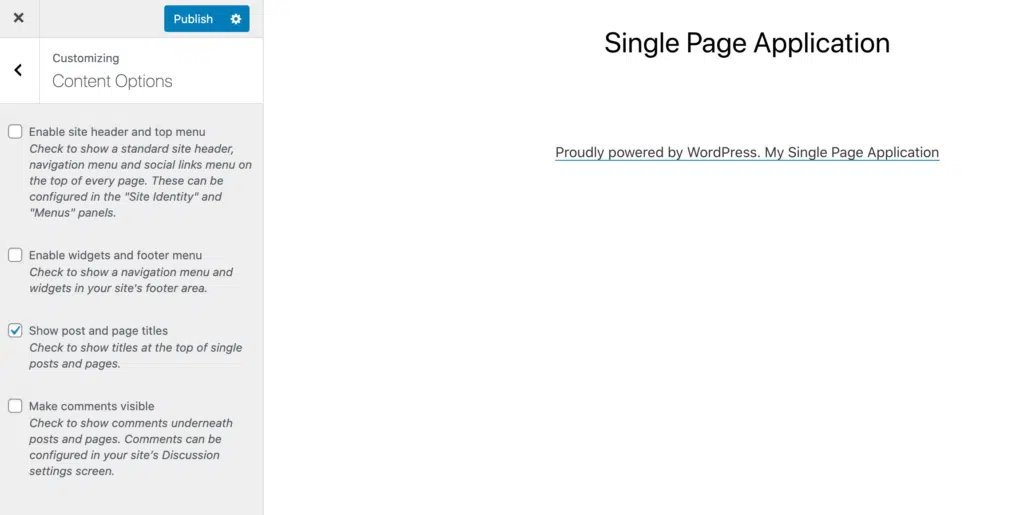 Publish
Customizing
Content Options
Enable site header and top menu
Check to show a standard site header,
navigation menu and social links menu on
the top of every page. These can be
configured in the "Site Identity" and
"Menus" panels.
Enable widgets and footer menu
Check to show a navigation menu and
widgets in your site's footer area.
Show post and page titles
Check to show titles at the top of single
posts and pages.
Make comments visible
Check to show comments underneath
posts and pages. Comments can be
configured in your site's Discussion
settings screen.
Single Page Application
Proudly powered by WordPress. My Single Page Application